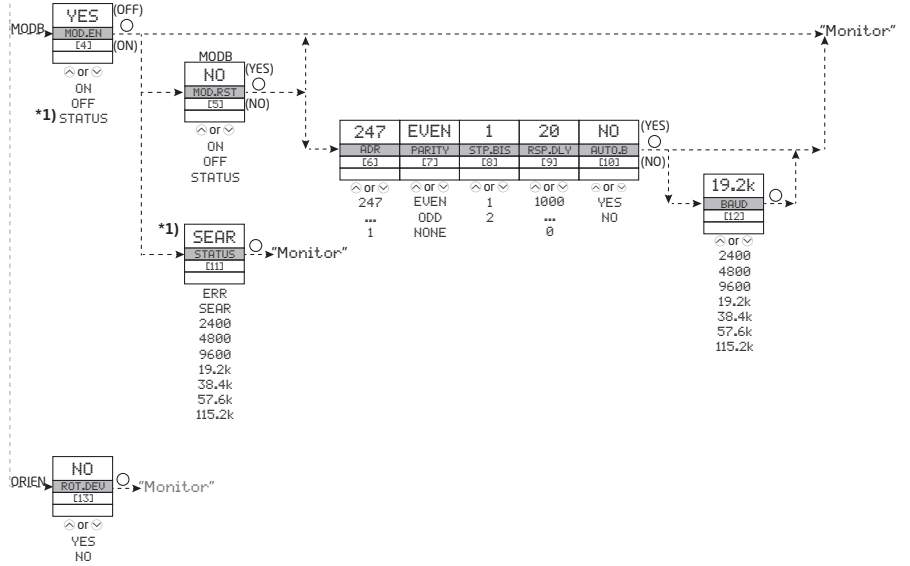 MODB
YES
(OFF)
MOD.EN
[4]
(ON)
or
ON
OFF
*1) STATUS
"Monitor"
MODB
NO
(YES)
MOD.RST
[5]
(NO)
or
ON
OFF
STATUS
247 EVEN 1 20 NO (YES)
ADR PARITY STP.BIS RSP.DLY AUTO.B
[6] [7] [8] [9] [10] (NO)
or or or or or
247 EVEN 1 1000 YES
... ODD 2 ... NO
1 NONE 0
19.2k
BAUD
[12]
or
2400
4800
9600
19.2k
38.4k
57.6k
115.2k
*1)
SEAR
STATUS
"Monitor"
[11]
ERR
SEAR
2400
4800
9600
19.2k
38.4k
57.6k
115.2k
ORIEN
NO
ROT.DEV
"Monitor"
[13]
or
YES
NO